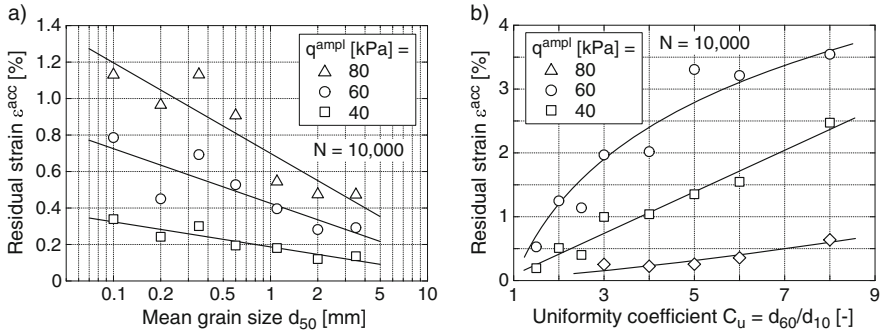 a)
Residual strain ε^acc [%]
1.4
1.2
1.0
0.8
0.6
0.4
0.2
0
q^ampl [kPa] =
80
60
40
N = 10,000
0.1 0.2 0.5 1 2 5 10
Mean grain size d50 [mm]
b)
Residual strain ε^acc [%]
4
3
2
1
0
q^ampl [kPa] =
80
60
40
N = 10,000
1 3 5 7 9
Uniformity coefficient Cu = d60/d10 [-]